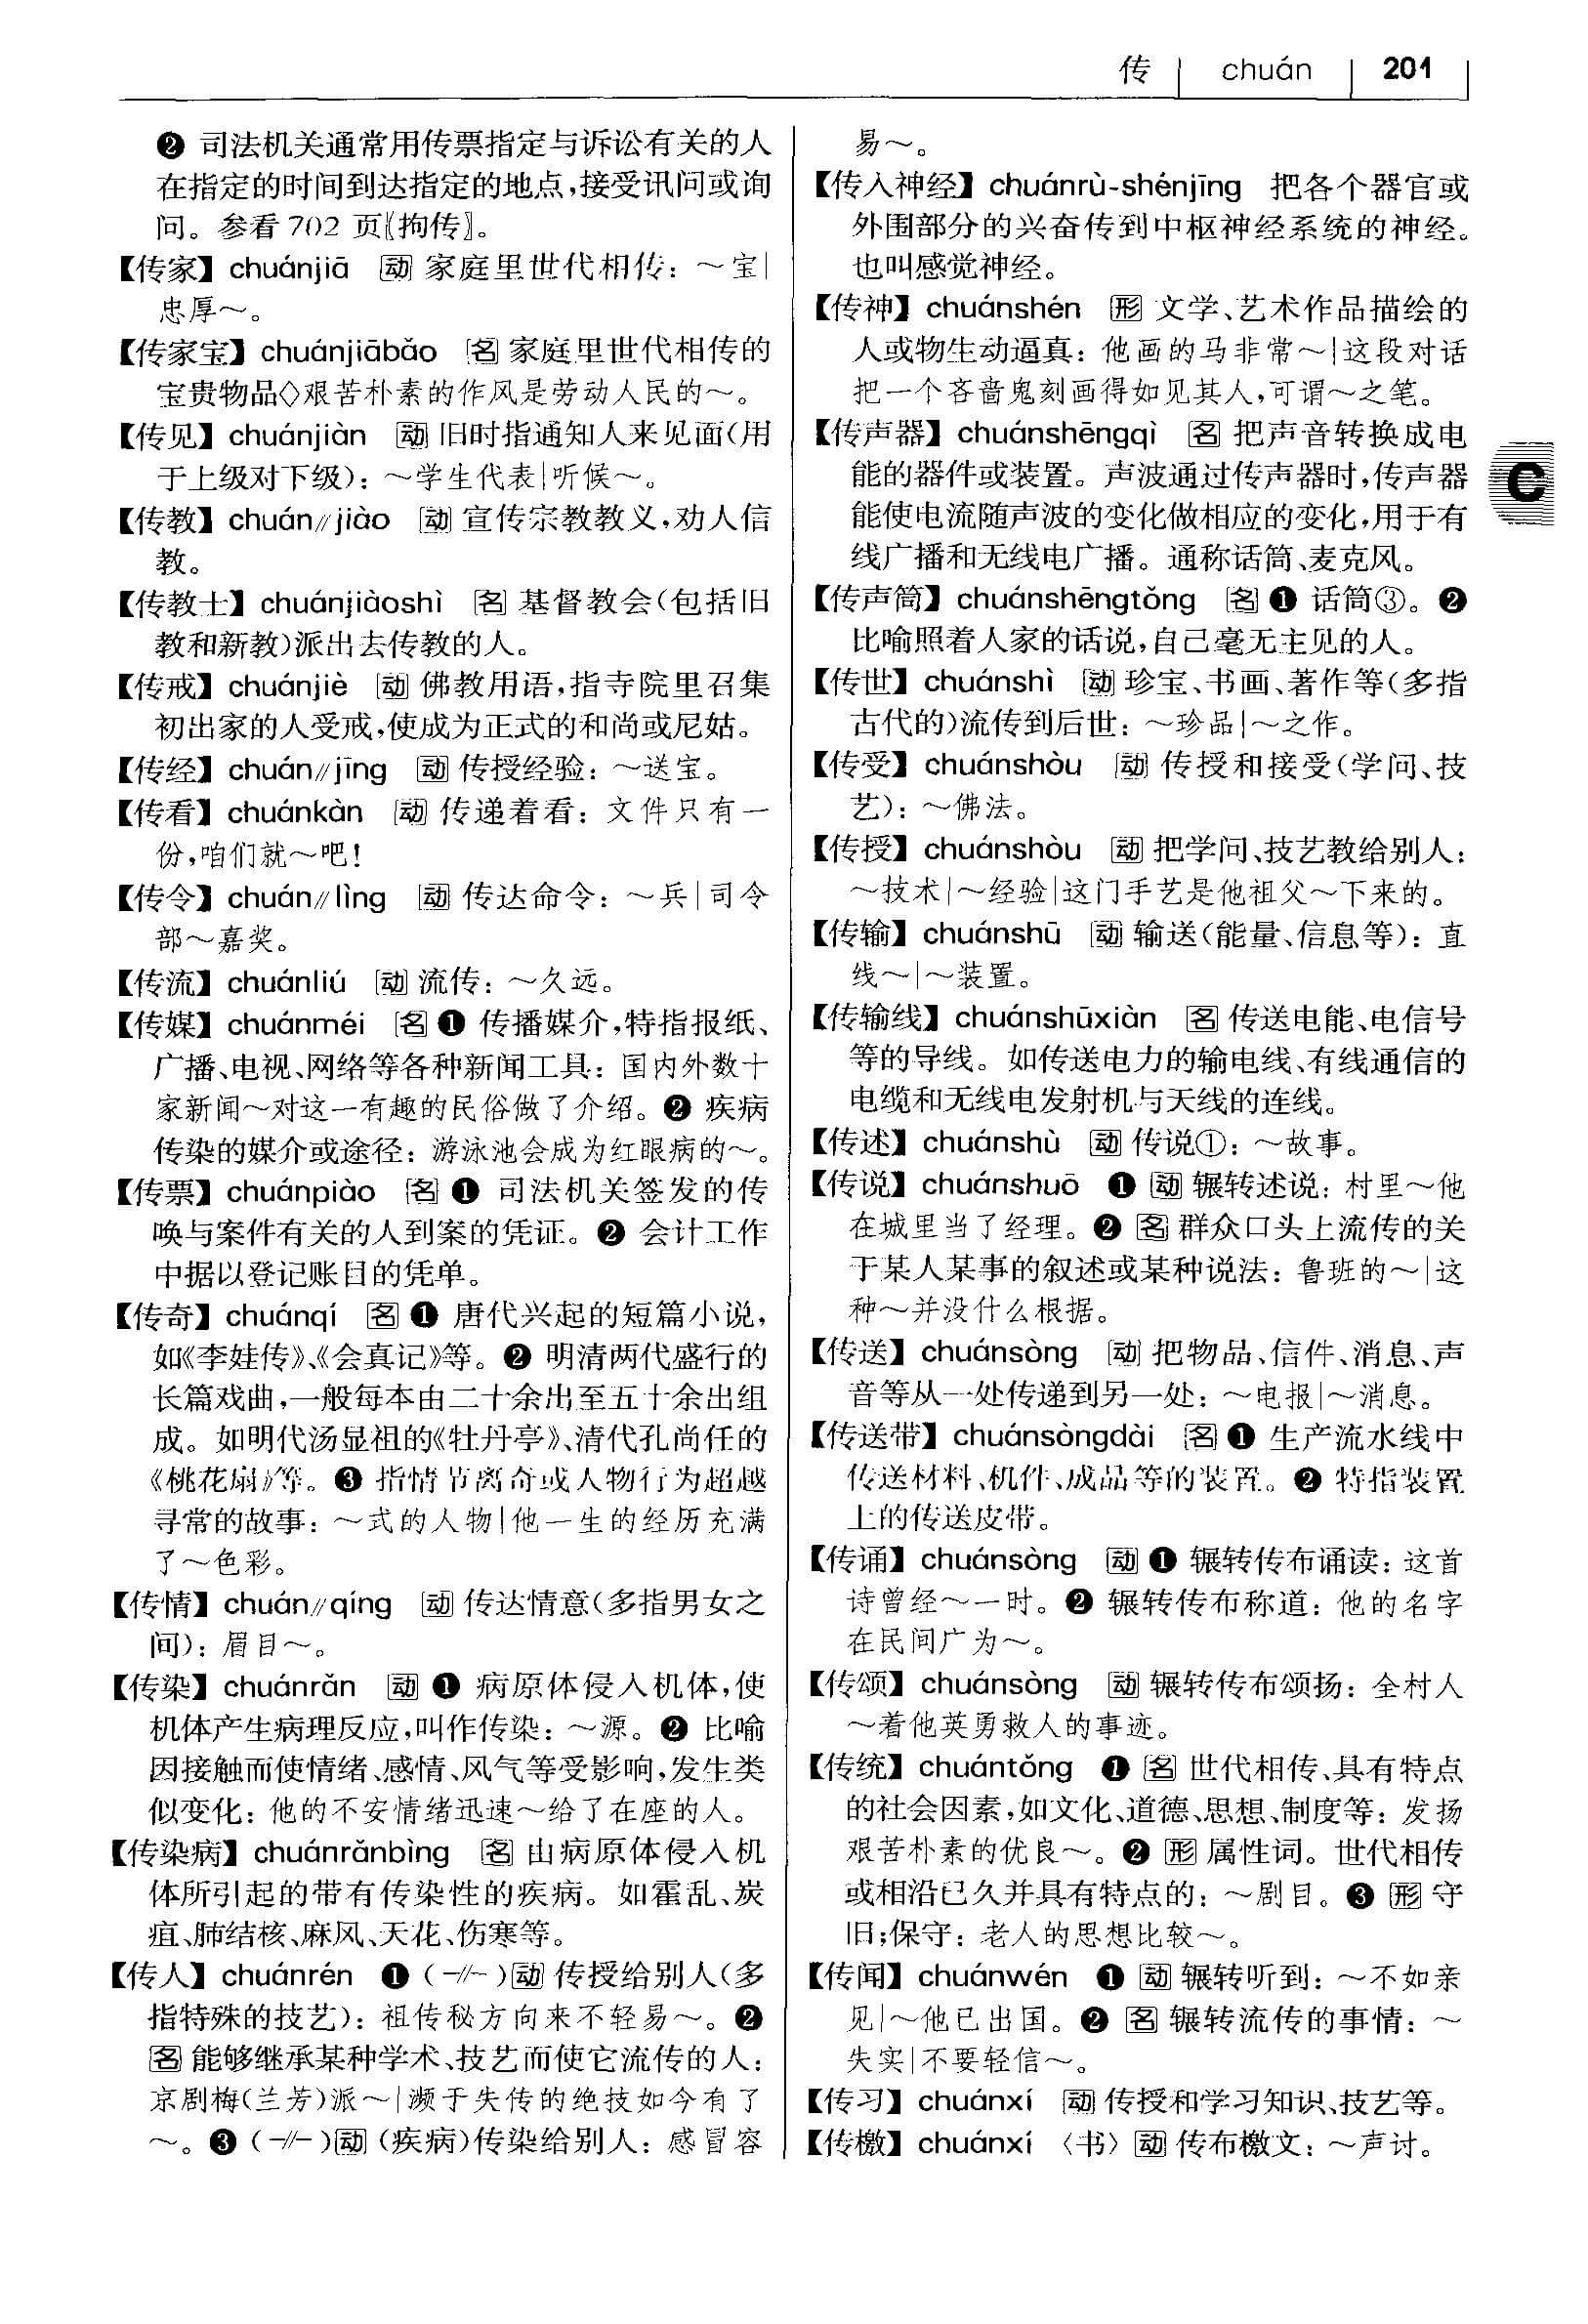 传 | chuán | 201
❷ 司法机关通常用传票指定与诉讼有关的人
在指定的时间到达指定的地点,接受讯问或询
问。参看 702 页〖拘传〗。
【传家】 chuánjiā 动 家庭里世代相传：～宝|
忠厚～。
【传家宝】 chuánjiābǎo 名 家庭里世代相传的
宝贵物品◇艰苦朴素的作风是劳动人民的～。
【传见】 chuánjiàn 动 旧时指通知人来见面(用
于上级对下级)：～学生代表|听候～。
【传教】 chuán∥jiào 动 宣传宗教教义,劝人信
教。
【传教士】 chuánjiàoshì 名 基督教会(包括旧
教和新教)派出去传教的人。
【传戒】 chuánjiè 动 佛教用语,指寺院里召集
初出家的人受戒,使成为正式的和尚或尼姑。
【传经】 chuán∥jīng 动 传授经验：～送宝。
【传看】 chuánkàn 动 传递着看：文件只有一
份,咱们就～吧!
【传令】 chuán∥lìng 动 传达命令：～兵|司令
部～嘉奖。
【传流】 chuánliú 动 流传：～久远。
【传媒】 chuánméi 名 ❶ 传播媒介,特指报纸、
广播、电视、网络等各种新闻工具：国内外数十
家新闻～对这一有趣的民俗做了介绍。❷ 疾病
传染的媒介或途径：游泳池会成为红眼病的～。
【传票】 chuánpiào 名 ❶ 司法机关签发的传
唤与案件有关的人到案的凭证。❷ 会计工作
中据以登记账目的凭单。
【传奇】 chuánqí 名 ❶ 唐代兴起的短篇小说,
如《李娃传》、《会真记》等。❷ 明清两代盛行的
长篇戏曲,一般每本由二十余出至五十余出组
成。如明代汤显祖的《牡丹亭》、清代孔尚任的
《桃花扇》等。❸ 指情节离奇或人物行为超越
寻常的故事：～式的人物|他一生的经历充满
了～色彩。
【传情】 chuán∥qíng 动 传达情意(多指男女之
间)：眉目～。
【传染】 chuánrǎn 动 ❶ 病原体侵入机体,使
机体产生病理反应,叫作传染：～源。❷ 比喻
因接触而使情绪、感情、风气等受影响,发生类
似变化：他的不安情绪迅速～给了在座的人。
【传染病】 chuánrǎnbìng 名 由病原体侵入机
体所引起的带有传染性的疾病。如霍乱、炭
疽、肺结核、麻风、天花、伤寒等。
【传人】 chuánrén ❶ (-∥-)动 传授给别人(多
指特殊的技艺)：祖传秘方向来不轻易～。❷
名 能够继承某种学术、技艺而使它流传的人：
京剧梅(兰芳)派～|濒于失传的绝技如今有了
～。❸ (-∥-)动 (疾病)传染给别人：感冒容
易～。
【传入神经】 chuánrù-shénjīng 把各个器官或
外围部分的兴奋传到中枢神经系统的神经。
也叫感觉神经。
【传神】 chuánshén 形 文学、艺术作品描绘的
人或物生动逼真：他画的马非常～|这段对话
把一个吝啬鬼刻画得如见其人,可谓～之笔。
【传声器】 chuánshēngqì 名 把声音转换成电
能的器件或装置。声波通过传声器时,传声器
能使电流随声波的变化做相应的变化,用于有
线广播和无线电广播。通称话筒、麦克风。
【传声筒】 chuánshēngtǒng 名 ❶ 话筒③。❷
比喻照着人家的话说,自己毫无主见的人。
【传世】 chuánshì 动 珍宝、书画、著作等(多指
古代的)流传到后世：～珍品|～之作。
【传受】 chuánshòu 动 传授和接受(学问、技
艺)：～佛法。
【传授】 chuánshòu 动 把学问、技艺教给别人：
～技术|～经验|这门手艺是他祖父～下来的。
【传输】 chuánshū 动 输送(能量、信息等)：直
线～|～装置。
【传输线】 chuánshūxiàn 名 传送电能、电信号
等的导线。如传送电力的输电线、有线通信的
电缆和无线电发射机与天线的连线。
【传述】 chuánshù 动 传说①：～故事。
【传说】 chuánshuō ❶ 动 辗转述说：村里～他
在城里当了经理。❷ 名 群众口头上流传的关
于某人某事的叙述或某种说法：鲁班的～|这
种～并没什么根据。
【传送】 chuánsòng 动 把物品、信件、消息、声
音等从一处传递到另一处：～电报|～消息。
【传送带】 chuánsòngdài 名 ❶ 生产流水线中
传送材料、机件、成品等的装置。❷ 特指装置
上的传送皮带。
【传诵】 chuánsòng 动 ❶ 辗转传布诵读：这首
诗曾经～一时。❷ 辗转传布称道：他的名字
在民间广为～。
【传颂】 chuánsòng 动 辗转传布颂扬：全村人
～着他英勇救人的事迹。
【传统】 chuántǒng ❶ 名 世代相传、具有特点
的社会因素,如文化、道德、思想、制度等：发扬
艰苦朴素的优良～。❷ 形 属性词。世代相传
或相沿已久并具有特点的：～剧目。❸ 形 守
旧;保守：老人的思想比较～。
【传闻】 chuánwén ❶ 动 辗转听到：～不如亲
见|～他已出国。❷ 名 辗转流传的事情：～
失实|不要轻信～。
【传习】 chuánxí 动 传授和学习知识、技艺等。
【传檄】 chuánxí 〈书〉动 传布檄文：～声讨。
C